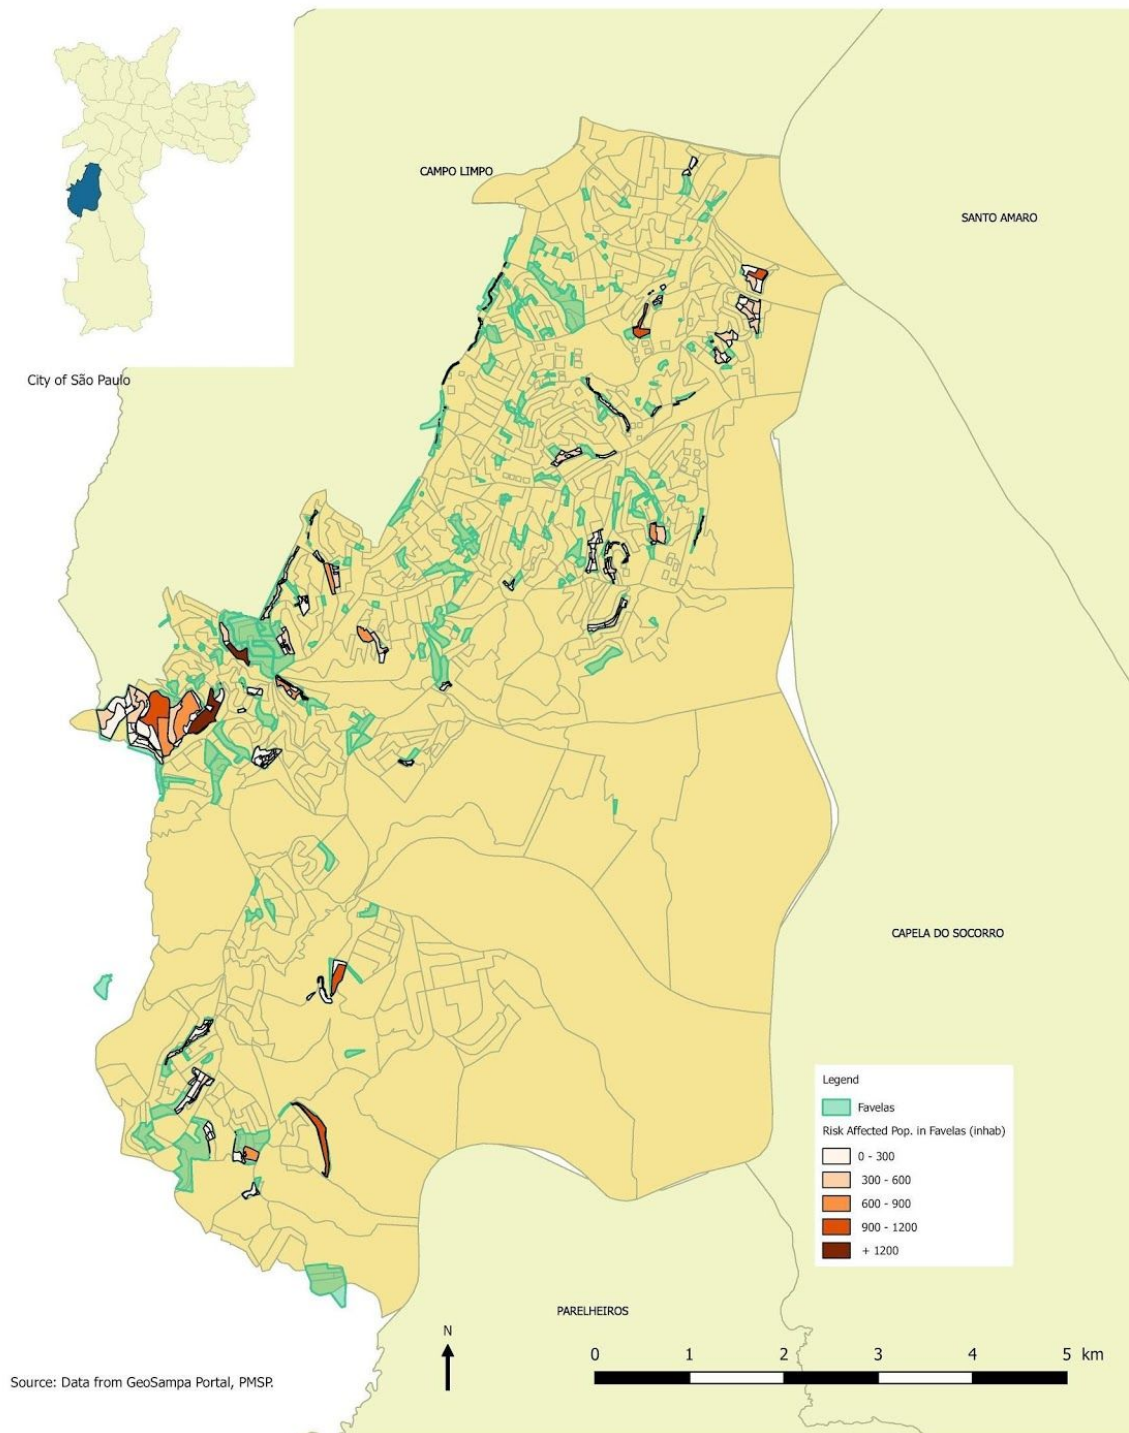 CAMPO LIMPO
SANTO AMARO
City of São Paulo
CAPELA DO SOCORRO
Legend
Favelas
Risk Affected Pop. in Favelas (inhab)
0 - 300
300 - 600
600 - 900
900 - 1200
+ 1200
PARELHEIROS
N
0 1 2 3 4 5 km
Source: Data from GeoSampa Portal, PMSP.